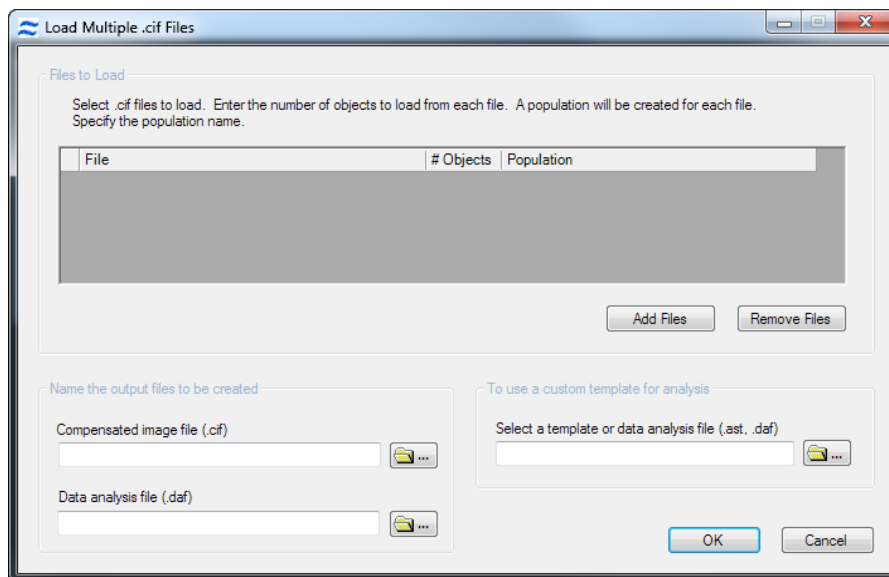 Load Multiple .cif Files
Files to Load
Select .cif files to load. Enter the number of objects to load from each file. A population will be created for each file.
Specify the population name.
File # Objects Population
Add Files Remove Files
Name the output files to be created
Compensated image file (.cif)
...
Data analysis file (.daf)
...
To use a custom template for analysis
Select a template or data analysis file (.ast, .daf)
...
OK Cancel